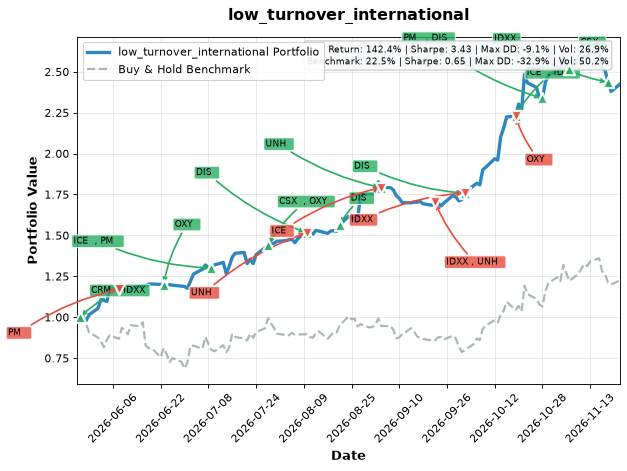 low_turnover_international
PM , DIS
IDXX
CSX
low_turnover_international Portfolio
Buy & Hold Benchmark
Return: 142.4% | Sharpe: 3.43 | Max DD: -9.1% | Vol: 26.9%
Benchmark: 22.5% | Sharpe: 0.65 | Max DD: -32.9% | Vol: 50.2%
ICE
UNH
OXY
DIS
DIS
CSX , OXY
DIS
IDXX
OXY
ICE
ICE , PM
IDXX , UNH
CRM
IDXX
UNH
PM
2.50
2.25
2.00
1.75
1.50
1.25
1.00
0.75
Portfolio Value
2026-06-06
2026-06-22
2026-07-08
2026-07-24
2026-08-09
2026-08-25
2026-09-10
2026-09-26
2026-10-12
2026-10-28
2026-11-13
Date